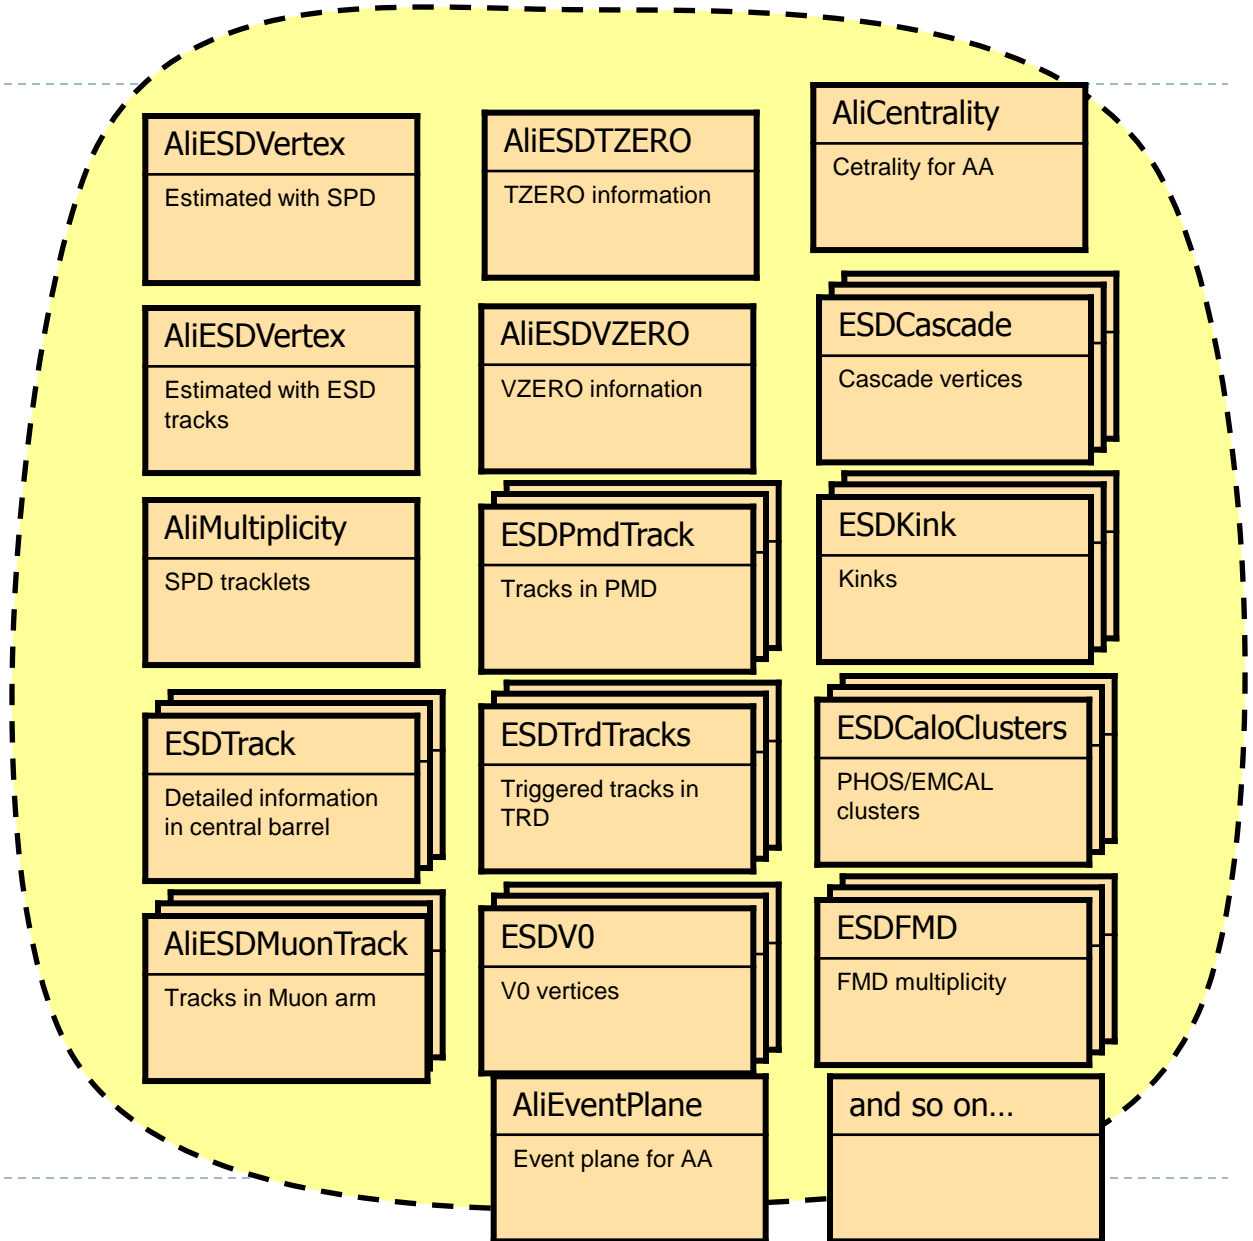 AliESDVertex
Estimated with SPD
AliESDTZERO
TZERO information
AliCentrality
Cetrality for AA
AliESDVertex
Estimated with ESD
tracks
AliESDVZERO
VZERO infornation
ESDCascade
Cascade vertices
AliMultiplicity
SPD tracklets
ESDPmdTrack
Tracks in PMD
ESDKink
Kinks
ESDTrack
Detailed information
in central barrel
ESDTrdTracks
Triggered tracks in
TRD
ESDCaloClusters
PHOS/EMCAL
clusters
AliESDMuonTrack
Tracks in Muon arm
ESDV0
V0 vertices
ESDFMD
FMD multiplicity
AliEventPlane
Event plane for AA
and so on…